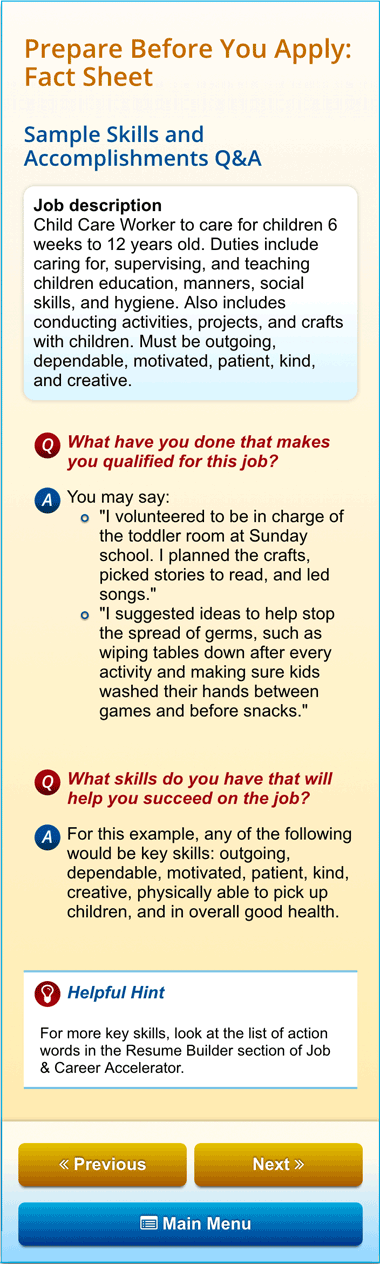 Prepare Before You Apply:
Fact Sheet
Sample Skills and
Accomplishments Q&A
Job description
Child Care Worker to care for children 6
weeks to 12 years old. Duties include
caring for, supervising, and teaching
children education, manners, social
skills, and hygiene. Also includes
conducting activities, projects, and crafts
with children. Must be outgoing,
dependable, motivated, patient, kind,
and creative.
Q What have you done that makes
you qualified for this job?
A You may say:
"I volunteered to be in charge of
the toddler room at Sunday
school. I planned the crafts,
picked stories to read, and led
songs."
"I suggested ideas to help stop
the spread of germs, such as
wiping tables down after every
activity and making sure kids
washed their hands between
games and before snacks."
Q What skills do you have that will
help you succeed on the job?
A For this example, any of the following
would be key skills: outgoing,
dependable, motivated, patient, kind,
creative, physically able to pick up
children, and in overall good health.
Helpful Hint
For more key skills, look at the list of action
words in the Resume Builder section of Job
& Career Accelerator.
« Previous
Next »
Main Menu